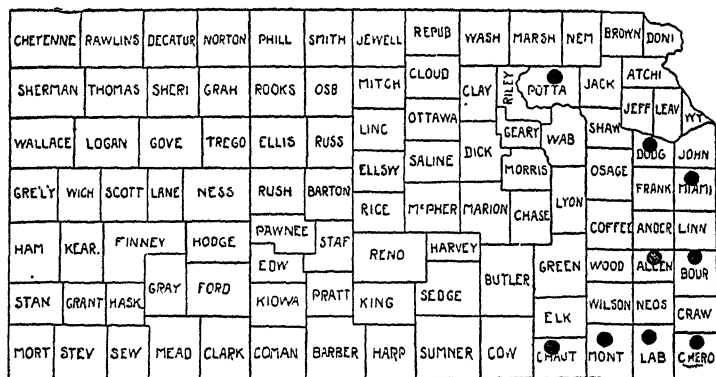 CHEYENNE RAWLINS DECATUR NORTON PHILL SMITH JEWELL REPUB WASH MARSH NEM BROWN DONI
SHERMAN THOMAS SHERI GRAH ROOKS OSB MITCH CLOUD CLAY RILEY POTTA JACK ATCHI
JEFF LEAV WY
WALLACE LOGAN GOVE TREGO ELLIS RUSS LINC OTTAWA DICK GEARY WAB SHAW DOUG JOHN
ELLSW SALINE MORRIS OSAGE
GRE'LY WICH SCOTT LANE NESS RUSH BARTON RICE McPHER MARION CHASE LYON FRANK MIAMI
COFFEE ANDER LINN
HAM KEAR. FINNEY HODGE PAWNEE STAF RENO HARVEY
EDW BUTLER GREEN WOOD ALLEN BOUR
STAN GRANT HASK. GRAY FORD KIOWA PRATT KING SEDGE ELK WILSON NEOS CRAW
MORT STEV SEW MEAD CLARK COMAN BARBER HARP SUMNER COW CHAUT MONT LAB CHERO